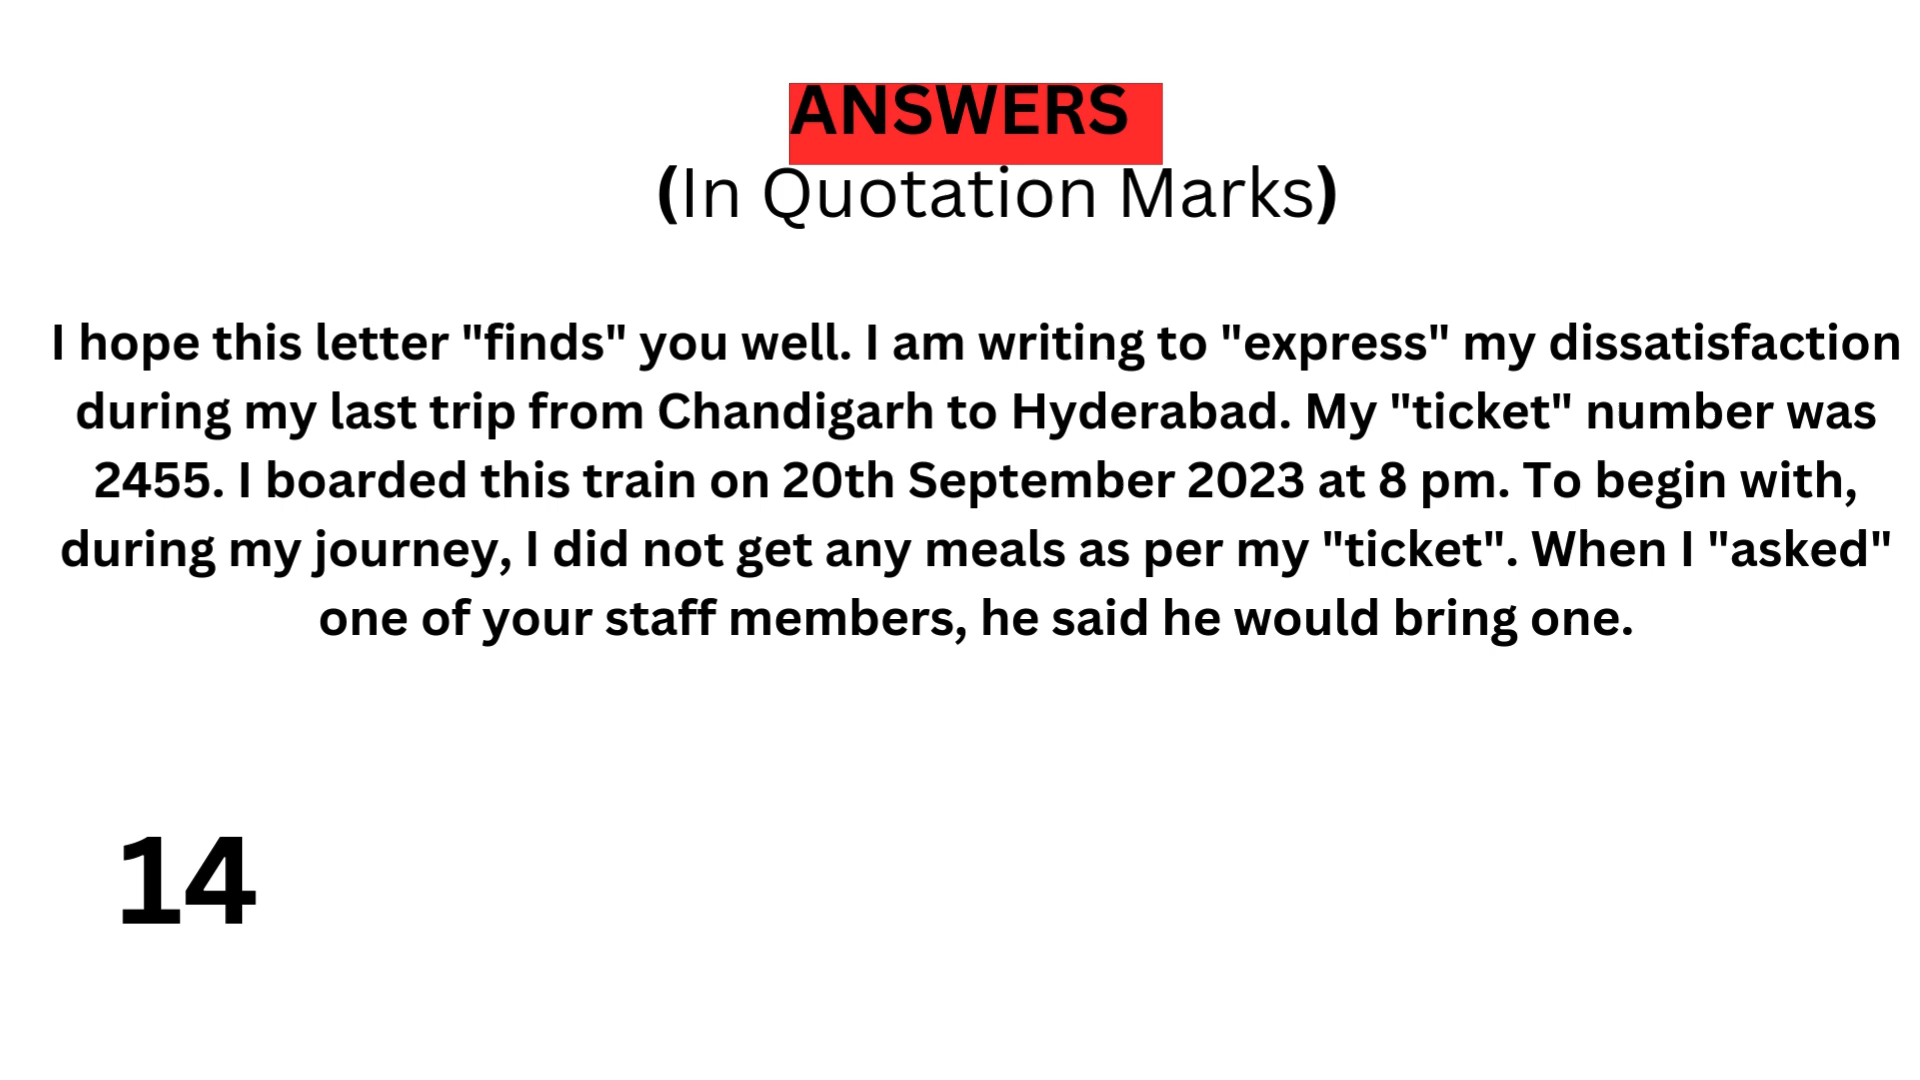 ANSWERS
(In Quotation Marks)
I hope this letter "finds" you well. I am writing to "express" my dissatisfaction
during my last trip from Chandigarh to Hyderabad. My "ticket" number was
2455. I boarded this train on 20th September 2023 at 8 pm. To begin with,
during my journey, I did not get any meals as per my "ticket". When I "asked"
one of your staff members, he said he would bring one.
14